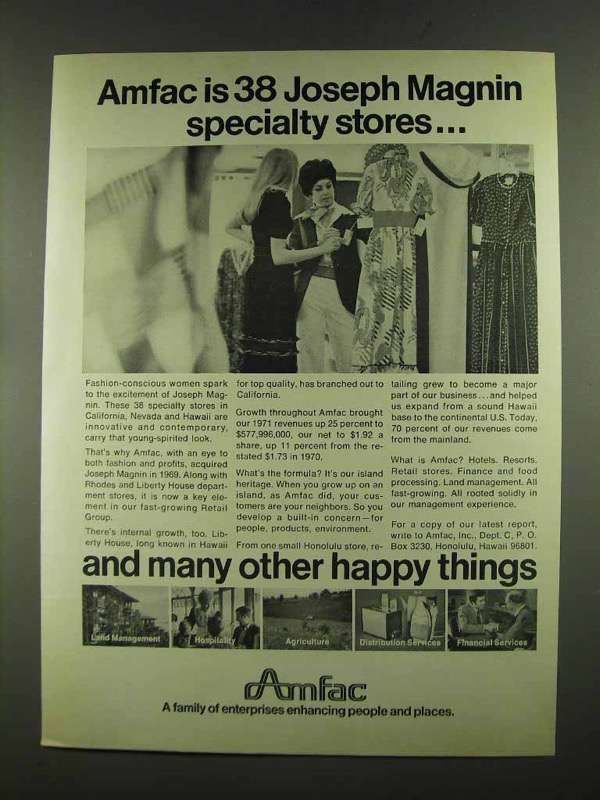 Amfac is 38 Joseph Magnin
specialty stores...
Fashion-conscious women spark
to the excitement of Joseph Mag-
nin. These 38 specialty stores in
California, Nevada and Hawaii are
innovative and contemporary,
carry that young-spirited look.
That's why Amfac, with an eye to
both fashion and profits, acquired
Joseph Magnin in 1969. Along with
Rhodes and Liberty House depart-
ment stores, it is now a key ele-
ment in our fast-growing Retail
Group.
There's internal growth, too. Lib-
erty House, long known in Hawaii
for top quality, has branched out to
California.
Growth throughout Amfac brought
our 1971 revenues up 25 percent to
$577,996,000, our net to $1.92 a
share, up 11 percent from the re-
stated $1.73 in 1970.
What's the formula? It's our island
heritage. When you grow up on an
island, as Amfac did, your cus-
tomers are your neighbors. So you
develop a built-in concern—for
people, products, environment.
From one small Honolulu store, re-
tailing grew to become a major
part of our business...and helped
us expand from a sound Hawaii
base to the continental U.S. Today,
70 percent of our revenues come
from the mainland.
What is Amfac? Hotels. Resorts.
Retail stores. Finance and food
processing. Land management. All
fast-growing. All rooted solidly in
our management experience.
For a copy of our latest report,
write to Amfac, Inc., Dept. C, P. O.
Box 3230, Honolulu, Hawaii 96801.
and many other happy things
Land Management
Hospitality
Agriculture
Distribution Services
Financial Services
Amfac
A family of enterprises enhancing people and places.